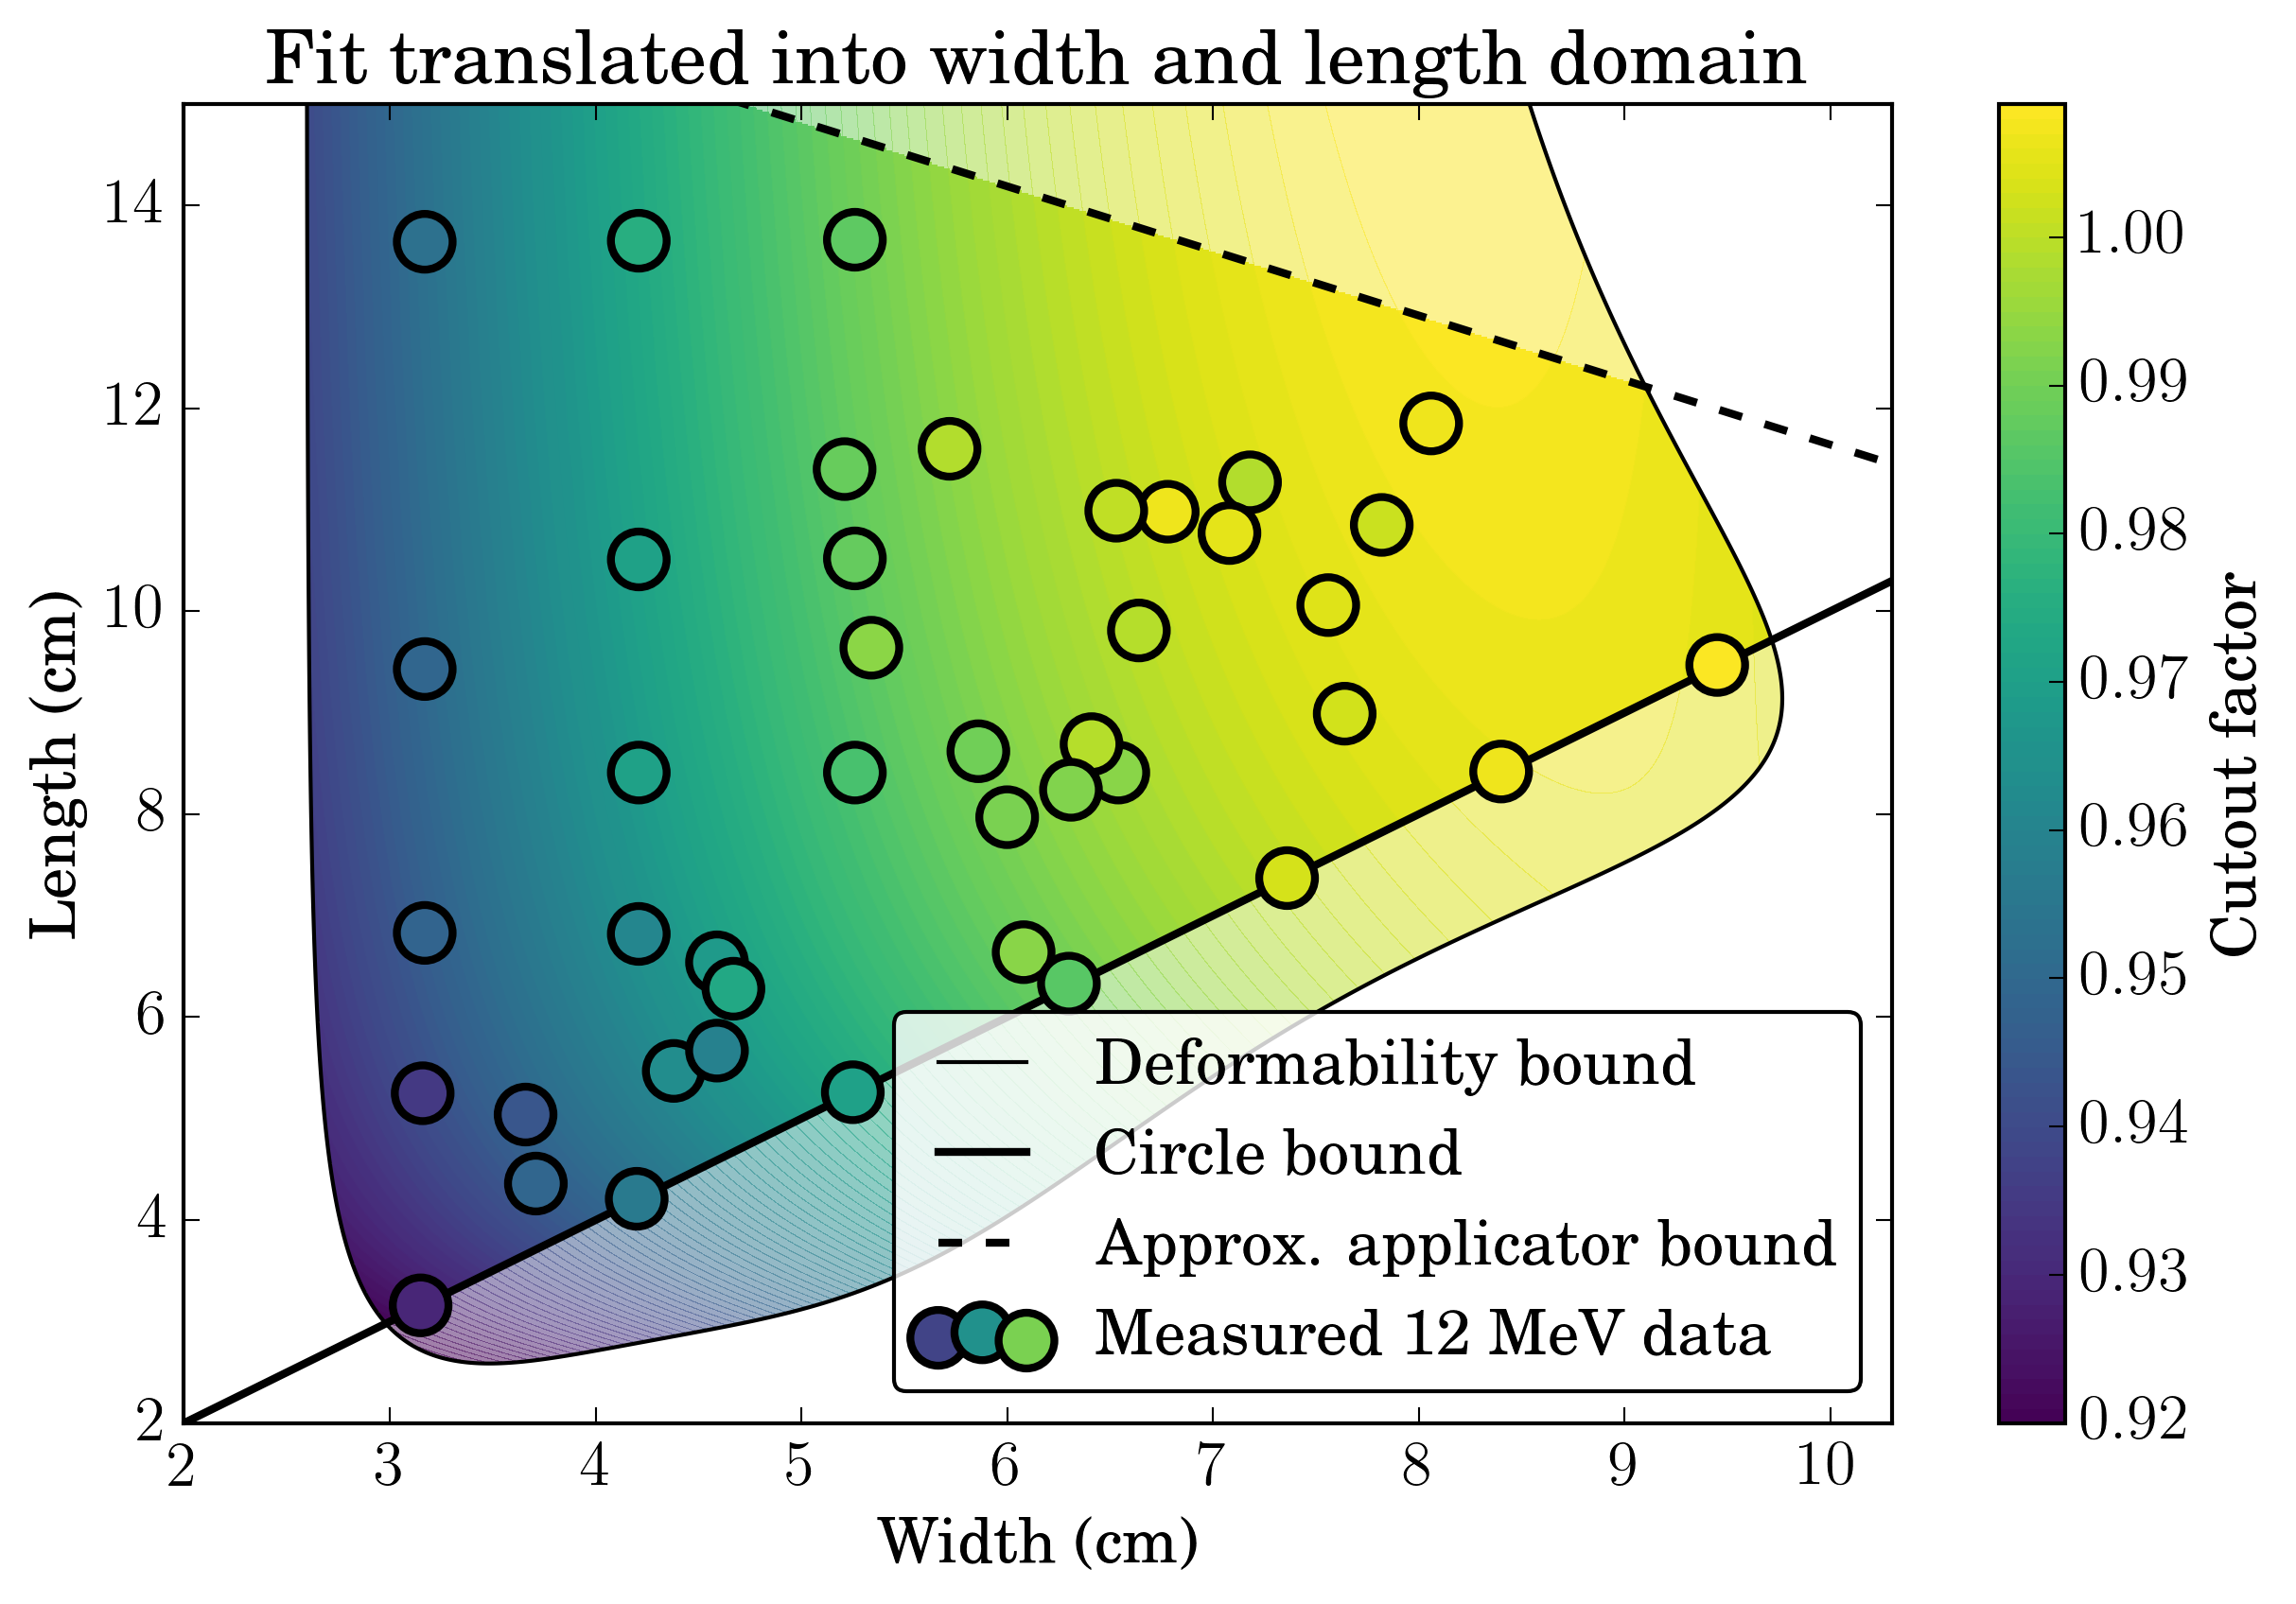 Fit translated into width and length domain
Length (cm)
14
12
10
8
6
4
2
2 3 4 5 6 7 8 9 10
Width (cm)
Deformability bound
Circle bound
Approx. applicator bound
Measured 12 MeV data
1.00
0.99
0.98
0.97
0.96
0.95
0.94
0.93
0.92
Cutout factor